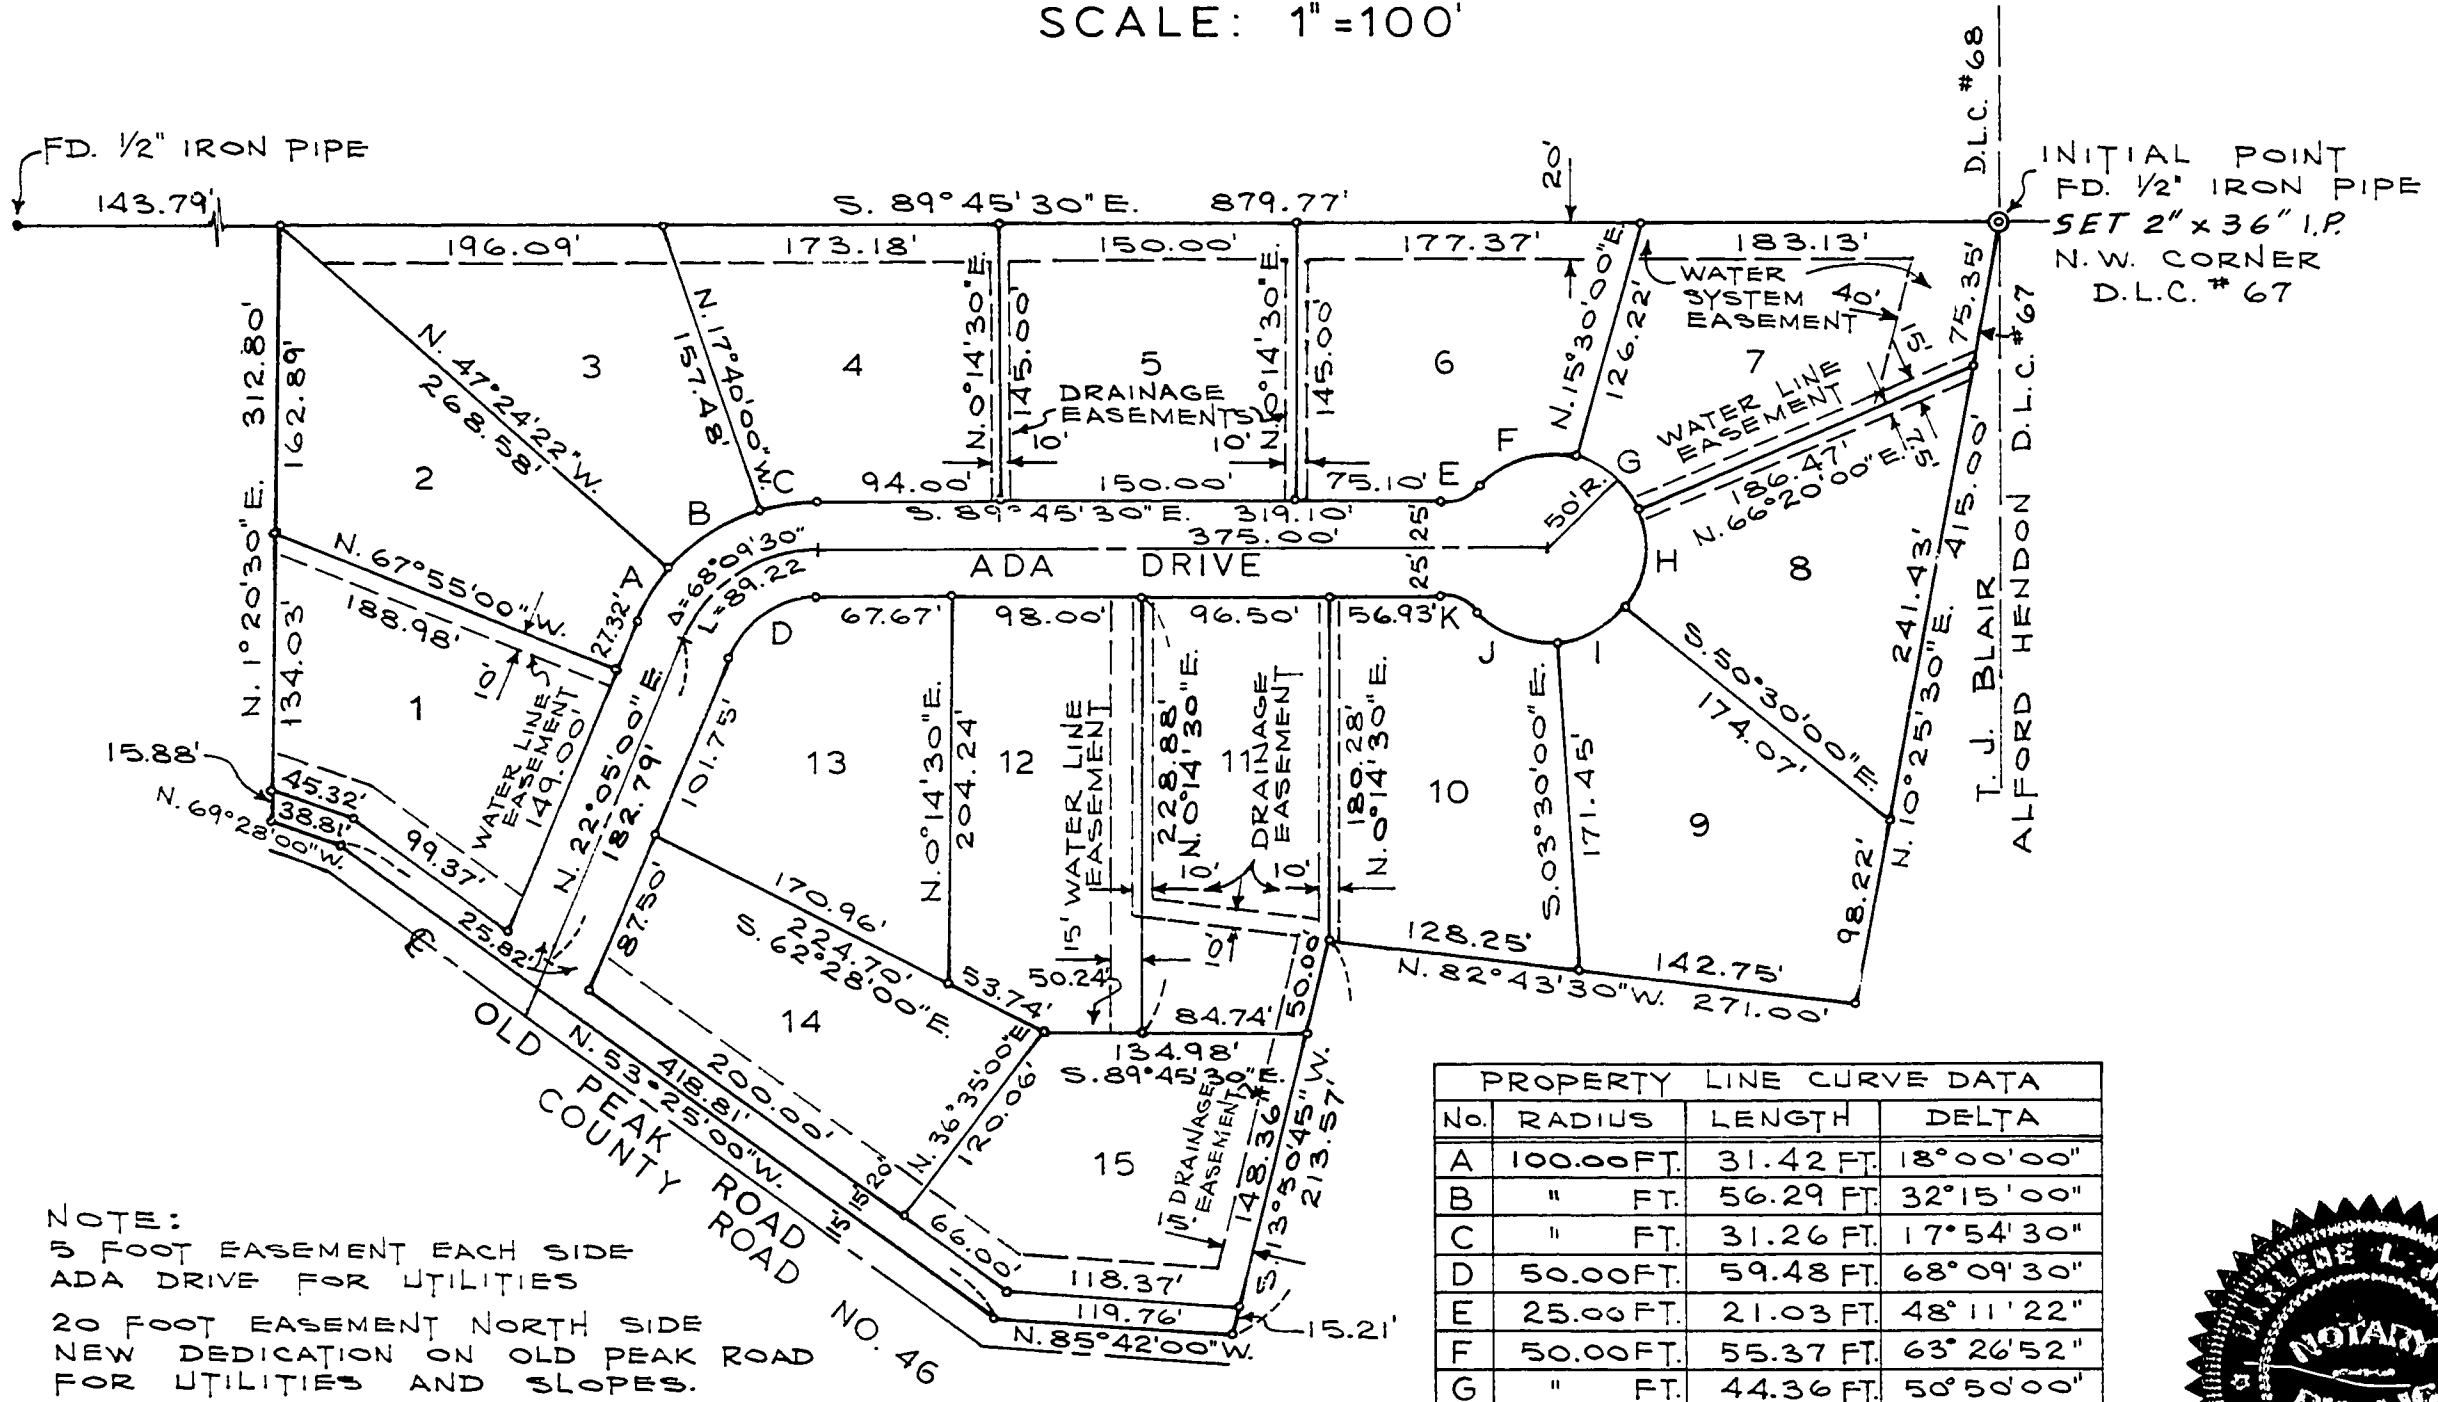 SCALE: 1"=100'
D.L.C. #68
FD. 1/2" IRON PIPE
143.79'
S. 89°45'30"E. 879.77'
20'
INITIAL POINT
FD. 1/2" IRON PIPE
SET 2" x 36" I.P.
N.W. CORNER
D.L.C. # 67
196.09'
173.18'
150.00'
177.37'
183.13'
75.35'
D.L.C. #67
WATER
SYSTEM
EASEMENT
40'
15'
N. 1°20'30"E. 312.80'
162.89'
N. 47°24'22"W.
268.58'
3
N. 17°40'00"W.
157.48'
4
N. 0°14'30"E.
145.00'
5
DRAINAGE
EASEMENTS
10'
10'
N. 0°14'30"E.
145.00'
6
N. 15°30'00"E.
126.22'
7
WATER LINE
EASEMENT
186.47'
N. 66°20'00"E.
7.5'
2
B
C
94.00'
150.00'
75.10'
E
F
G
50'R.
S. 89°45'30"E. 319.10'
375.00'
25' 25'
ADA DRIVE
H
8
A
27.32'
Δ=68°09'30"
L=89.22
N. 67°55'00"W.
188.98'
10'
WATER LINE
EASEMENT
149.00'
1
134.03'
15.88'
45.32'
N. 69°28'00"W.
38.81'
99.37'
25.82'
N. 22°05'00"E.
182.79'
D
67.67'
98.00'
96.50'
56.93'
K
J
I
101.75'
87.50'
13
N. 0°14'30"E.
204.24'
12
15' WATER LINE
EASEMENT
228.88'
N. 0°14'30"E.
11
DRAINAGE
EASEMENT
10'
10'
10'
180.28'
N. 0°14'30"E.
10
S. 03°30'00"E.
171.45'
9
S. 50°30'00"E.
174.07'
241.43'
N. 10°25'30"E. 415.00'
98.22'
T. J. BLAIR
ALFORD HENDON
170.96'
224.70'
S. 62°28'00"E.
53.74'
50.24'
84.74'
134.98'
S. 89°45'30"E.
50.00'
128.25'
142.75'
N. 82°43'30"W. 271.00'
14
200.00'
418.81'
N. 53°25'00"W.
OLD PEAK ROAD
COUNTY ROAD NO. 46
15' 15' 20'
N. 36°35'00"E
120.06'
15
15' DRAINAGE
EASEMENT
148.36'
S. 13°50'45"W.
213.57'
66.00'
118.37'
119.76'
N. 85°42'00"W.
15.21'
NOTE:
5 FOOT EASEMENT EACH SIDE
ADA DRIVE FOR UTILITIES
20 FOOT EASEMENT NORTH SIDE
NEW DEDICATION ON OLD PEAK ROAD
FOR UTILITIES AND SLOPES.
PROPERTY LINE CURVE DATA
No. RADIUS LENGTH DELTA
A 100.00 FT. 31.42 FT. 18°00'00"
B " FT. 56.29 FT. 32°15'00"
C " FT. 31.26 FT. 17°54'30"
D 50.00 FT. 59.48 FT. 68°09'30"
E 25.00 FT. 21.03 FT. 48°11'22"
F 50.00 FT. 55.37 FT. 63°26'52"
G " FT. 44.36 FT. 50°50'00"
NOTARY